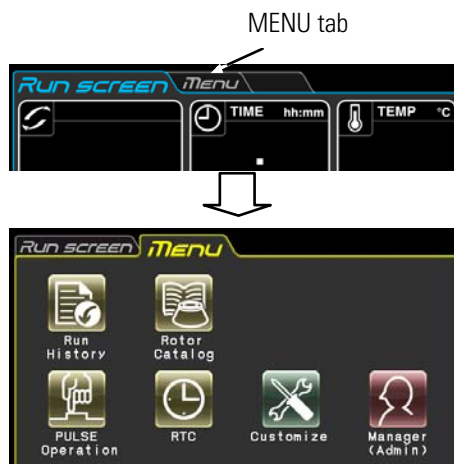 MENU tab
Run screen Menu
TIME hh:mm TEMP °C
Run screen Menu
Run History Rotor Catalog
PULSE Operation RTC Customize Manager (Admin)